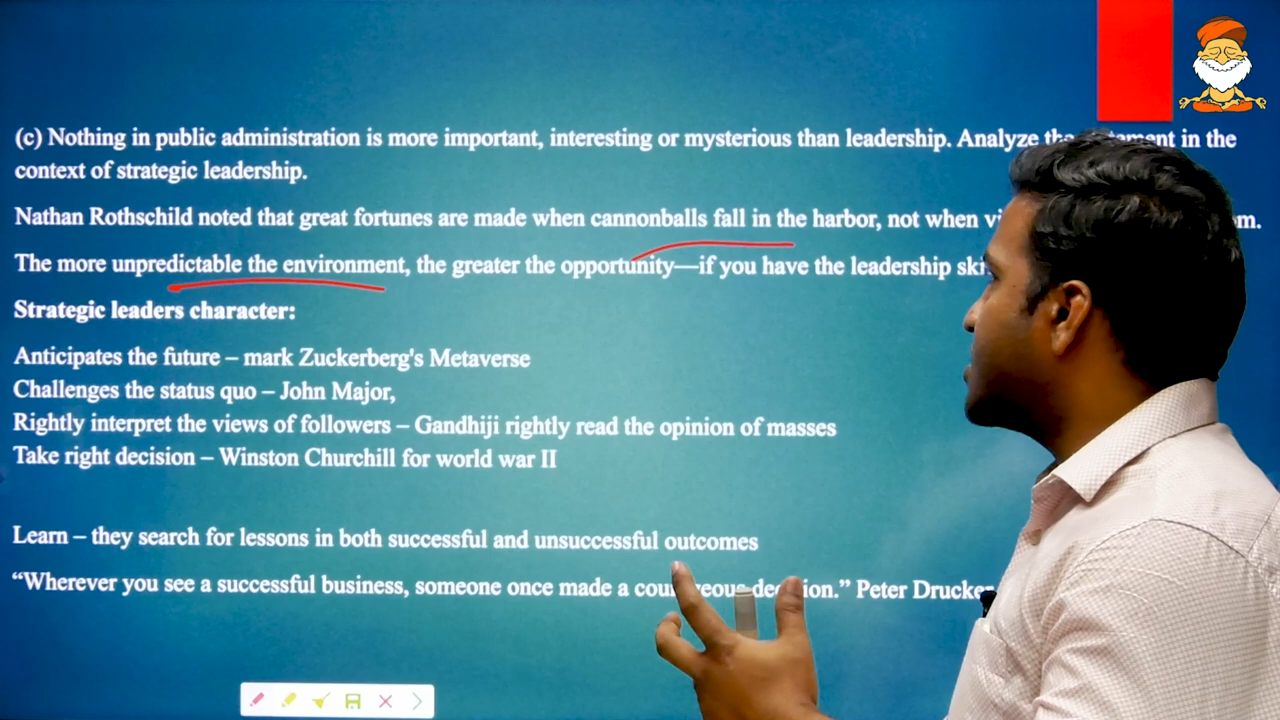 (c) Nothing in public administration is more important, interesting or mysterious than leadership. Analyze the statement in the
context of strategic leadership.
Nathan Rothschild noted that great fortunes are made when cannonballs fall in the harbor, not when
The more unpredictable the environment, the greater the opportunity—if you have the leadership
Strategic leaders character:
Anticipates the future – mark Zuckerberg's Metaverse
Challenges the status quo – John Major,
Rightly interpret the views of followers – Gandhiji rightly read the opinion of masses
Take right decision – Winston Churchill for world war II
Learn – they search for lessons in both successful and unsuccessful outcomes
“Wherever you see a successful business, someone once made a courageous decision.” Peter Drucker